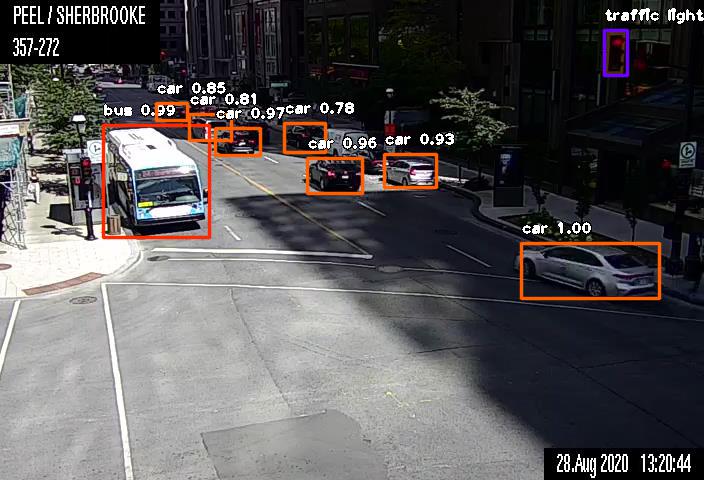 PEEL / SHERBROOKE
357-272
traffic light
car 0.85
car 0.81
bus 0.99
car 0.97
car 0.78
car 0.96
car 0.93
car 1.00
28.Aug 2020 13:20:44